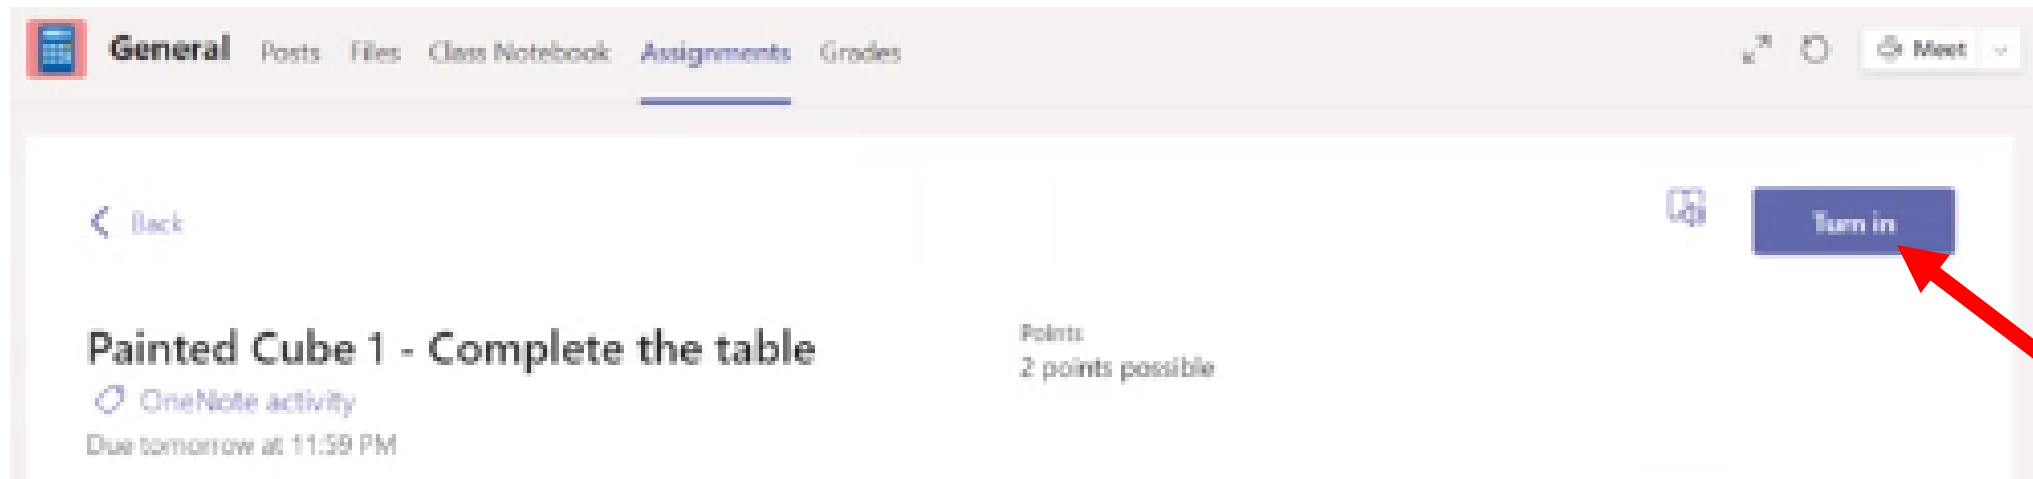 General Posts Files Class Notebook Assignments Grades Meet
Back
Turn in
Painted Cube 1 - Complete the table
Points
2 points possible
OneNote activity
Due tomorrow at 11:59 PM